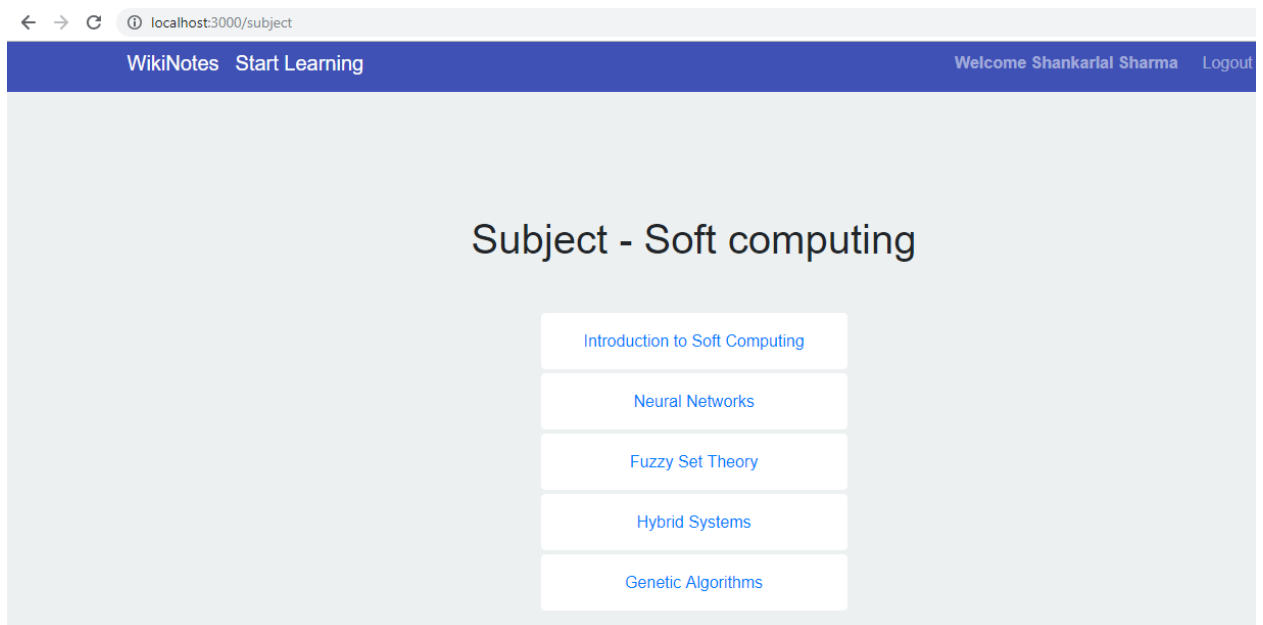 localhost:3000/subject
WikiNotes Start Learning Welcome Shankarlal Sharma Logout
Subject - Soft computing
Introduction to Soft Computing
Neural Networks
Fuzzy Set Theory
Hybrid Systems
Genetic Algorithms